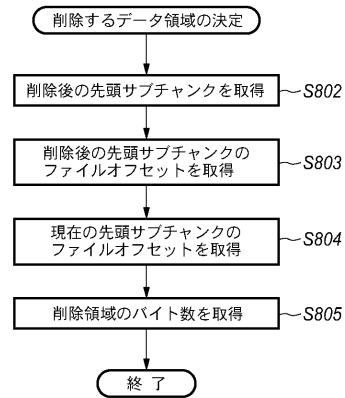 削除するデータ領域の決定
削除後の先頭サブチャンクを取得
S802
削除後の先頭サブチャンクの
ファイルオフセットを取得
S803
現在の先頭サブチャンクの
ファイルオフセットを取得
S804
削除領域のバイト数を取得
S805
終了